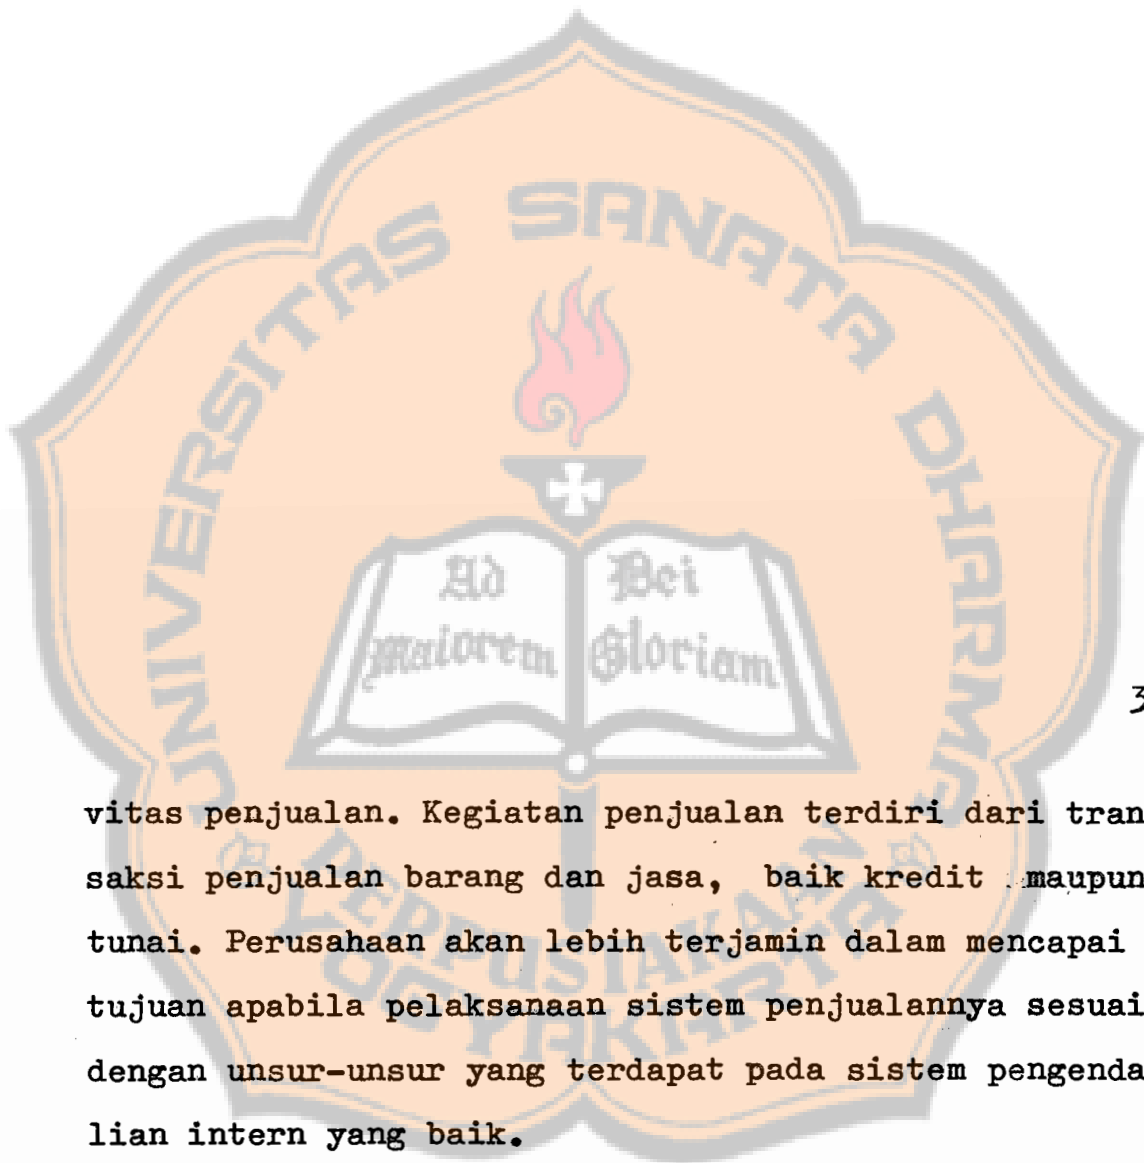 UNIVERSITAS SANATA DHARMA
Ad Dei
maiorem Gloriam
3
vitas penjualan. Kegiatan penjualan terdiri dari tran
saksi penjualan barang dan jasa, baik kredit maupun
tunai. Perusahaan akan lebih terjamin dalam mencapai
tujuan apabila pelaksanaan sistem penjualannya sesuai
dengan unsur-unsur yang terdapat pada sistem pengenda
lian intern yang baik.
PERPUSTAKAAN
YOGYAKARTA